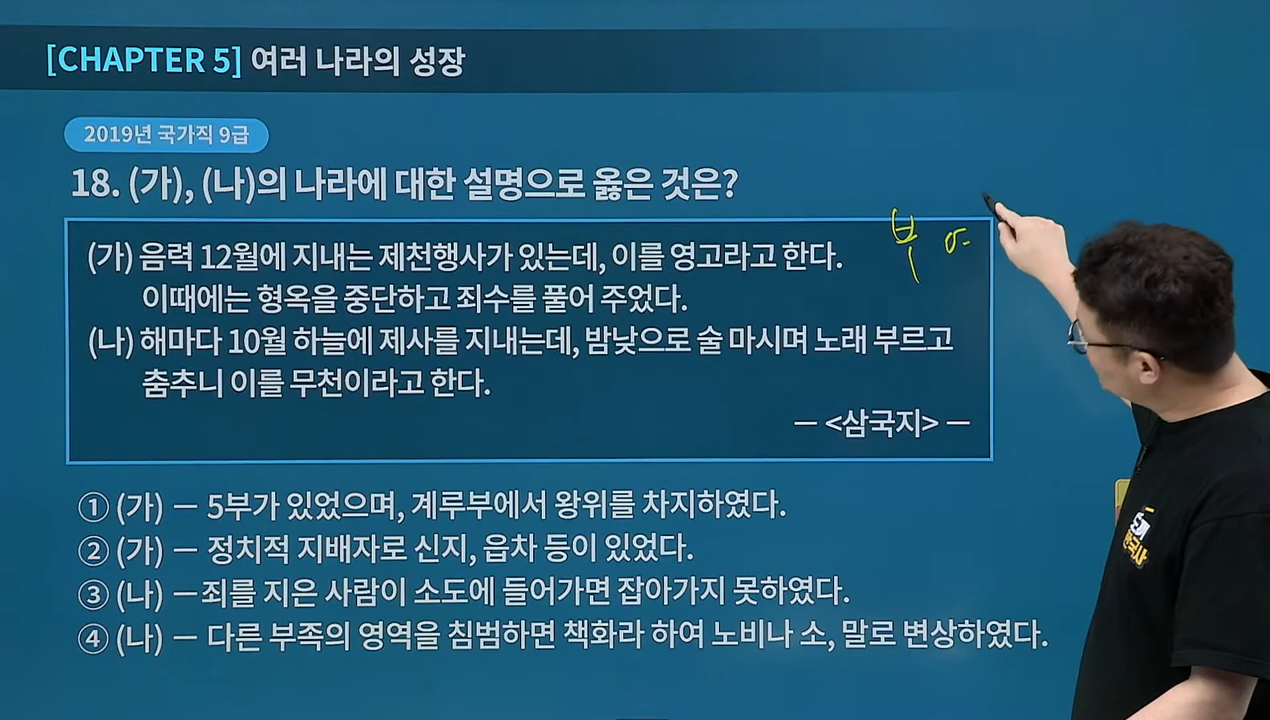 [CHAPTER 5] 여러 나라의 성장
2019년 국가직 9급
18. (가), (나)의 나라에 대한 설명으로 옳은 것은?
(가) 음력 12월에 지내는 제천행사가 있는데, 이를 영고라고 한다.
이때에는 형옥을 중단하고 죄수를 풀어 주었다.
(나) 해마다 10월 하늘에 제사를 지내는데, 밤낮으로 술 마시며 노래 부르고
춤추니 이를 무천이라고 한다.
— <삼국지> —
① (가) — 5부가 있었으며, 계루부에서 왕위를 차지하였다.
② (가) — 정치적 지배자로 신지, 읍차 등이 있었다.
③ (나) —죄를 지은 사람이 소도에 들어가면 잡아가지 못하였다.
④ (나) — 다른 부족의 영역을 침범하면 책화라 하여 노비나 소, 말로 변상하였다.
부
한국사